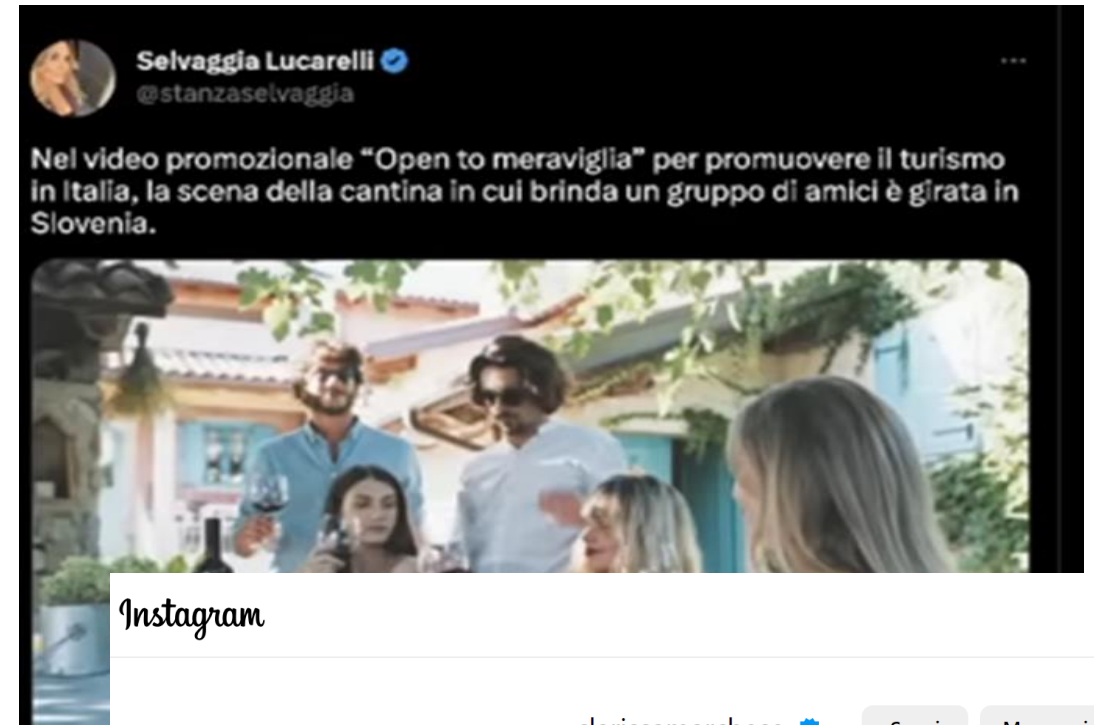 Selvaggia Lucarelli
@stanzaselvaggia
Nel video promozionale “Open to meraviglia” per promuovere il turismo
in Italia, la scena della cantina in cui brinda un gruppo di amici è girata in
Slovenia.
Instagram